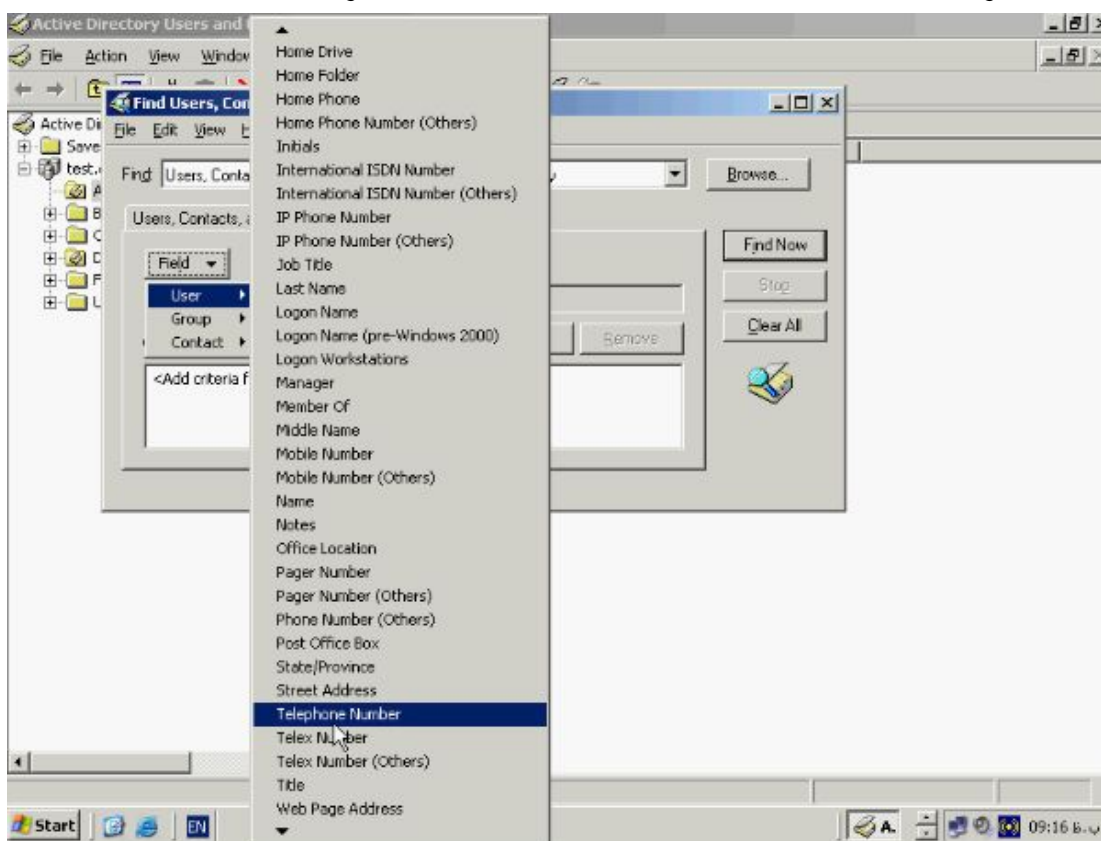 Active Directory Users and
File Action View Window
Find Users, Con
File Edit View
Active Di
Save
test.
Find Users, Conta
Browse...
Users, Contacts,
Field
User
Group
Contact
Find Now
Stop
Clear All
Remove
<Add criteria f
Home Drive
Home Folder
Home Phone
Home Phone Number (Others)
Initials
International ISDN Number
International ISDN Number (Others)
IP Phone Number
IP Phone Number (Others)
Job Title
Last Name
Logon Name
Logon Name (pre-Windows 2000)
Logon Workstations
Manager
Member Of
Middle Name
Mobile Number
Mobile Number (Others)
Name
Notes
Office Location
Pager Number
Pager Number (Others)
Phone Number (Others)
Post Office Box
State/Province
Street Address
Telephone Number
Telex Number
Telex Number (Others)
Title
Web Page Address
Start
EN
A.
09:16 ب.ظ